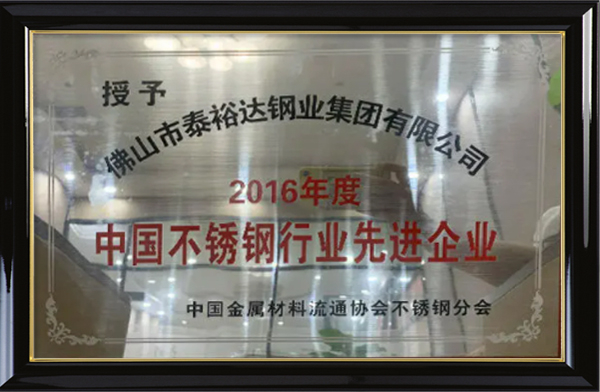 授予
佛山市泰裕达钢业集团有限公司
2016年度
中国不锈钢行业先进企业
中国金属材料流通协会不锈钢分会